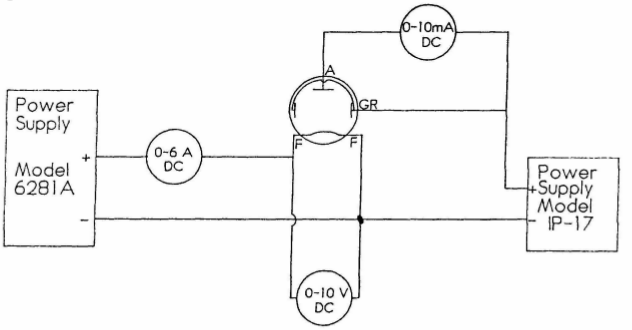 0-10mA
DC
A
GR
Power
Supply
Model
6281A
+
-
0-6 A
DC
F
F
Power
+Supply
Model
- IP-17
0-10 V
DC